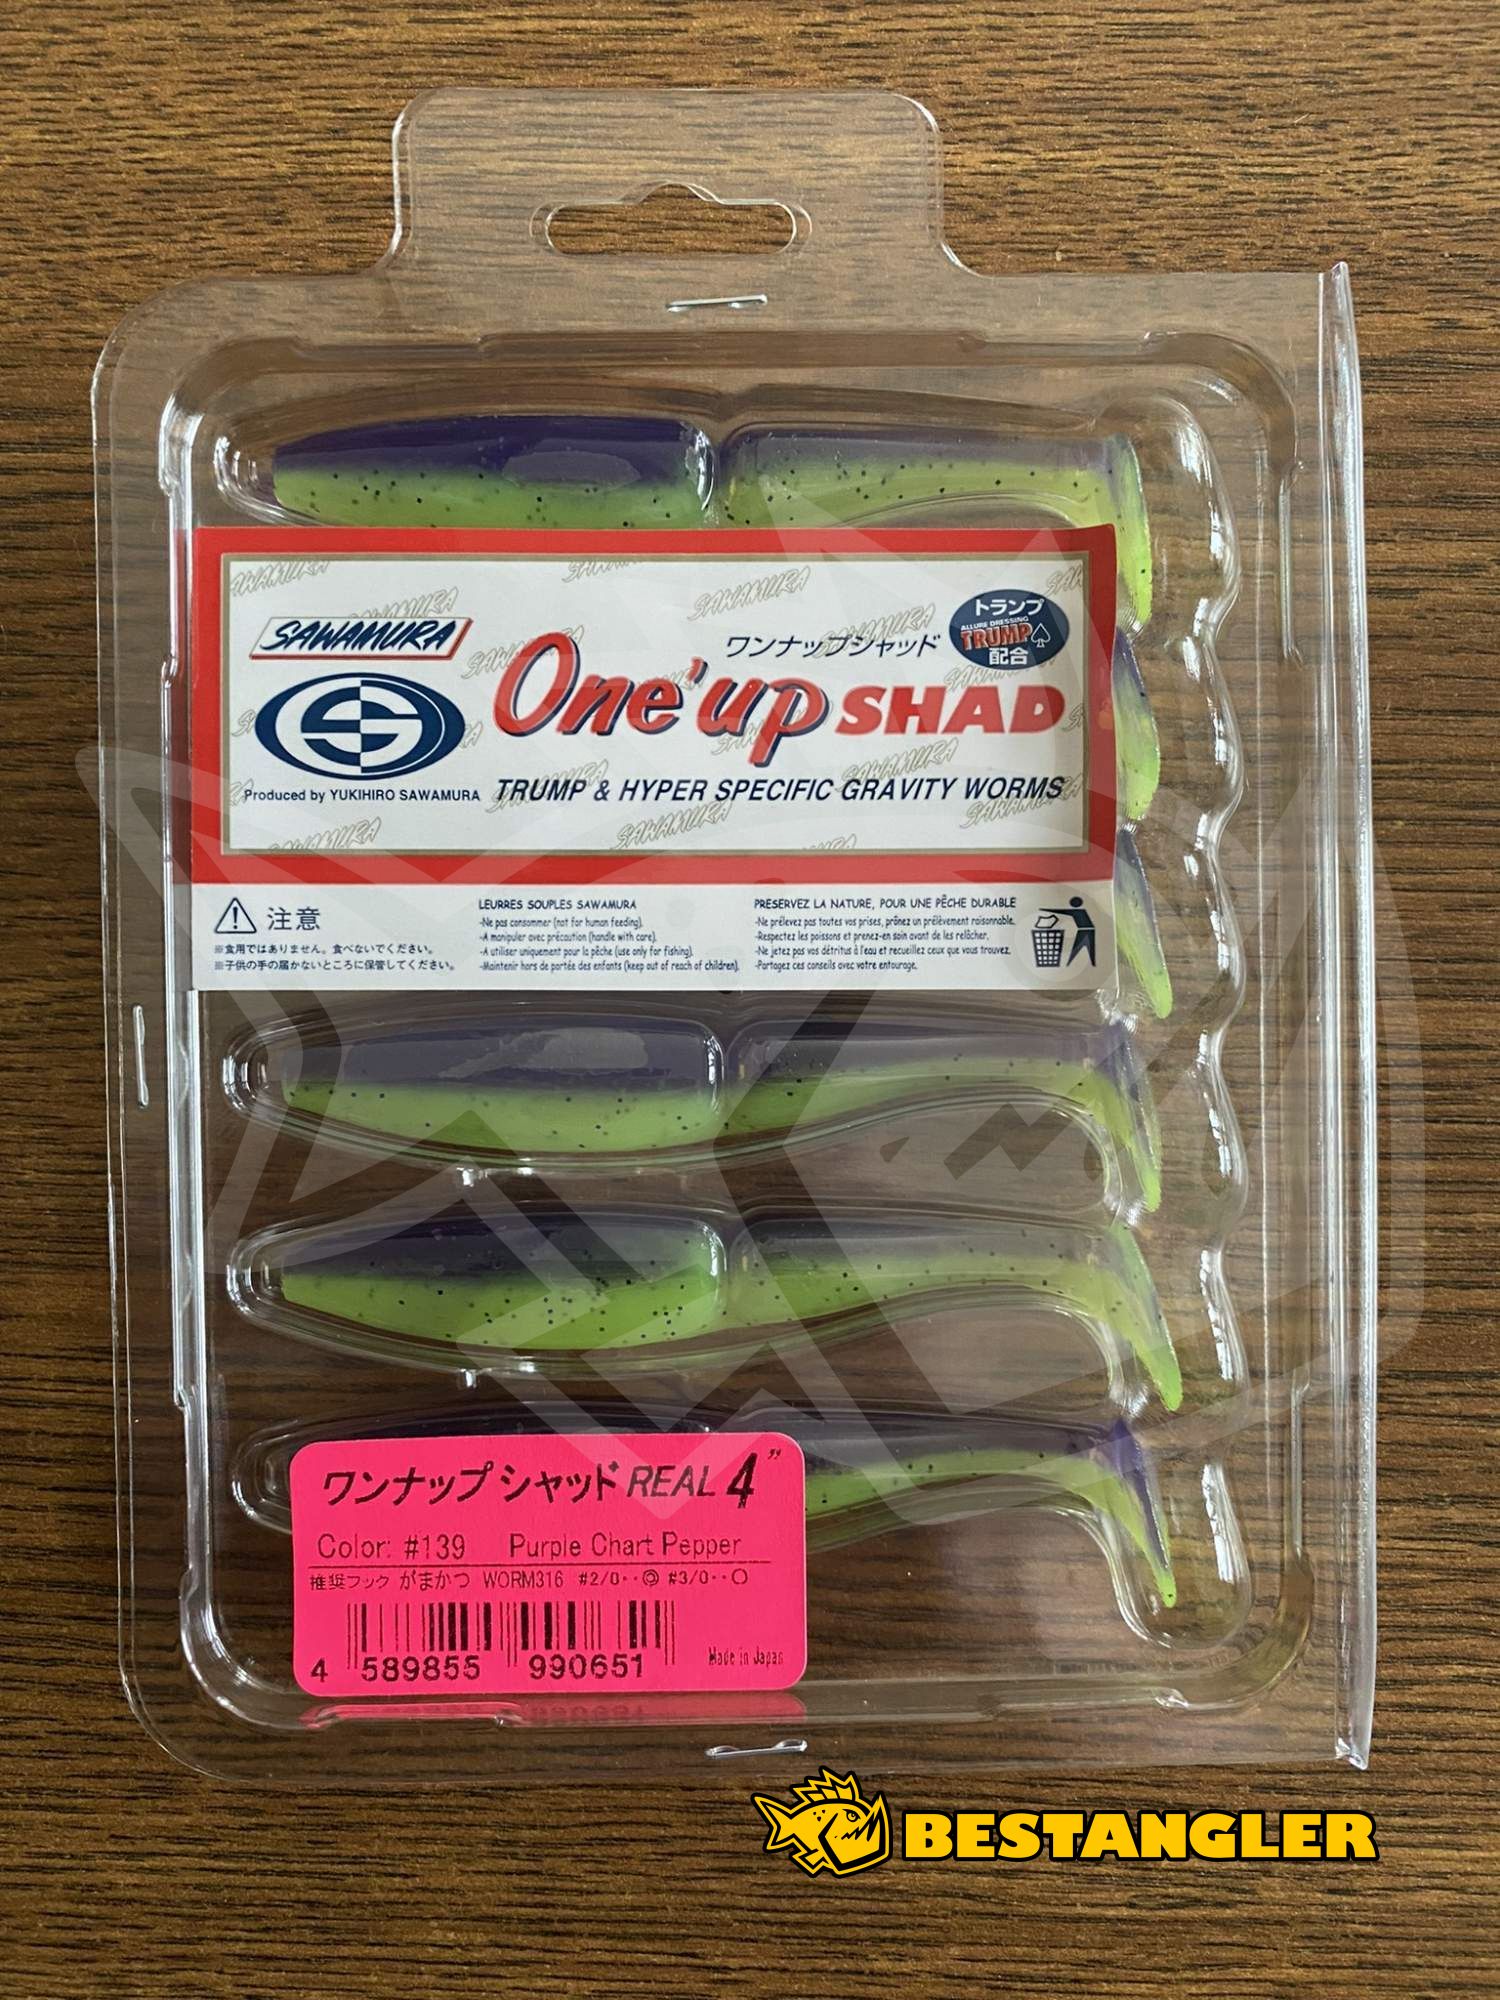 SAWAMURA
ワンナップシャッド
トランプ
ALLURE DRESSING
TRUMP
配合
One'up SHAD
Produced by YUKIHIRO SAWAMURA
TRUMP & HYPER SPECIFIC GRAVITY WORMS
注意
※食用ではありません。食べないでください。
※子供の手の届かないところに保管してください。
LEURRES SOUPLES SAWAMURA
-Ne pas consommer (not for human feeding).
-A manipuler avec précaution (handle with care).
-A utiliser uniquement pour la pêche (use only for fishing).
-Maintenir hors de portée des enfants (keep out of reach of children).
PRESERVEZ LA NATURE, POUR UNE PÊCHE DURABLE
-Ne prélevez pas toutes vos prises, prônez un prélèvement raisonnable.
-Respectez les poissons et prenez-en soin avant de les relâcher.
-Ne jetez pas vos détritus à l'eau et recueillez ceux que vous trouvez.
-Partagez ces conseils avec votre entourage.
ワンナップ シャッド REAL 4"
Color: #139 Purple Chart Pepper
推奨フック がまかつ WORM316 #2/0··◎ #3/0··○
4 589855 990651
Made in Japan
BESTANGLER